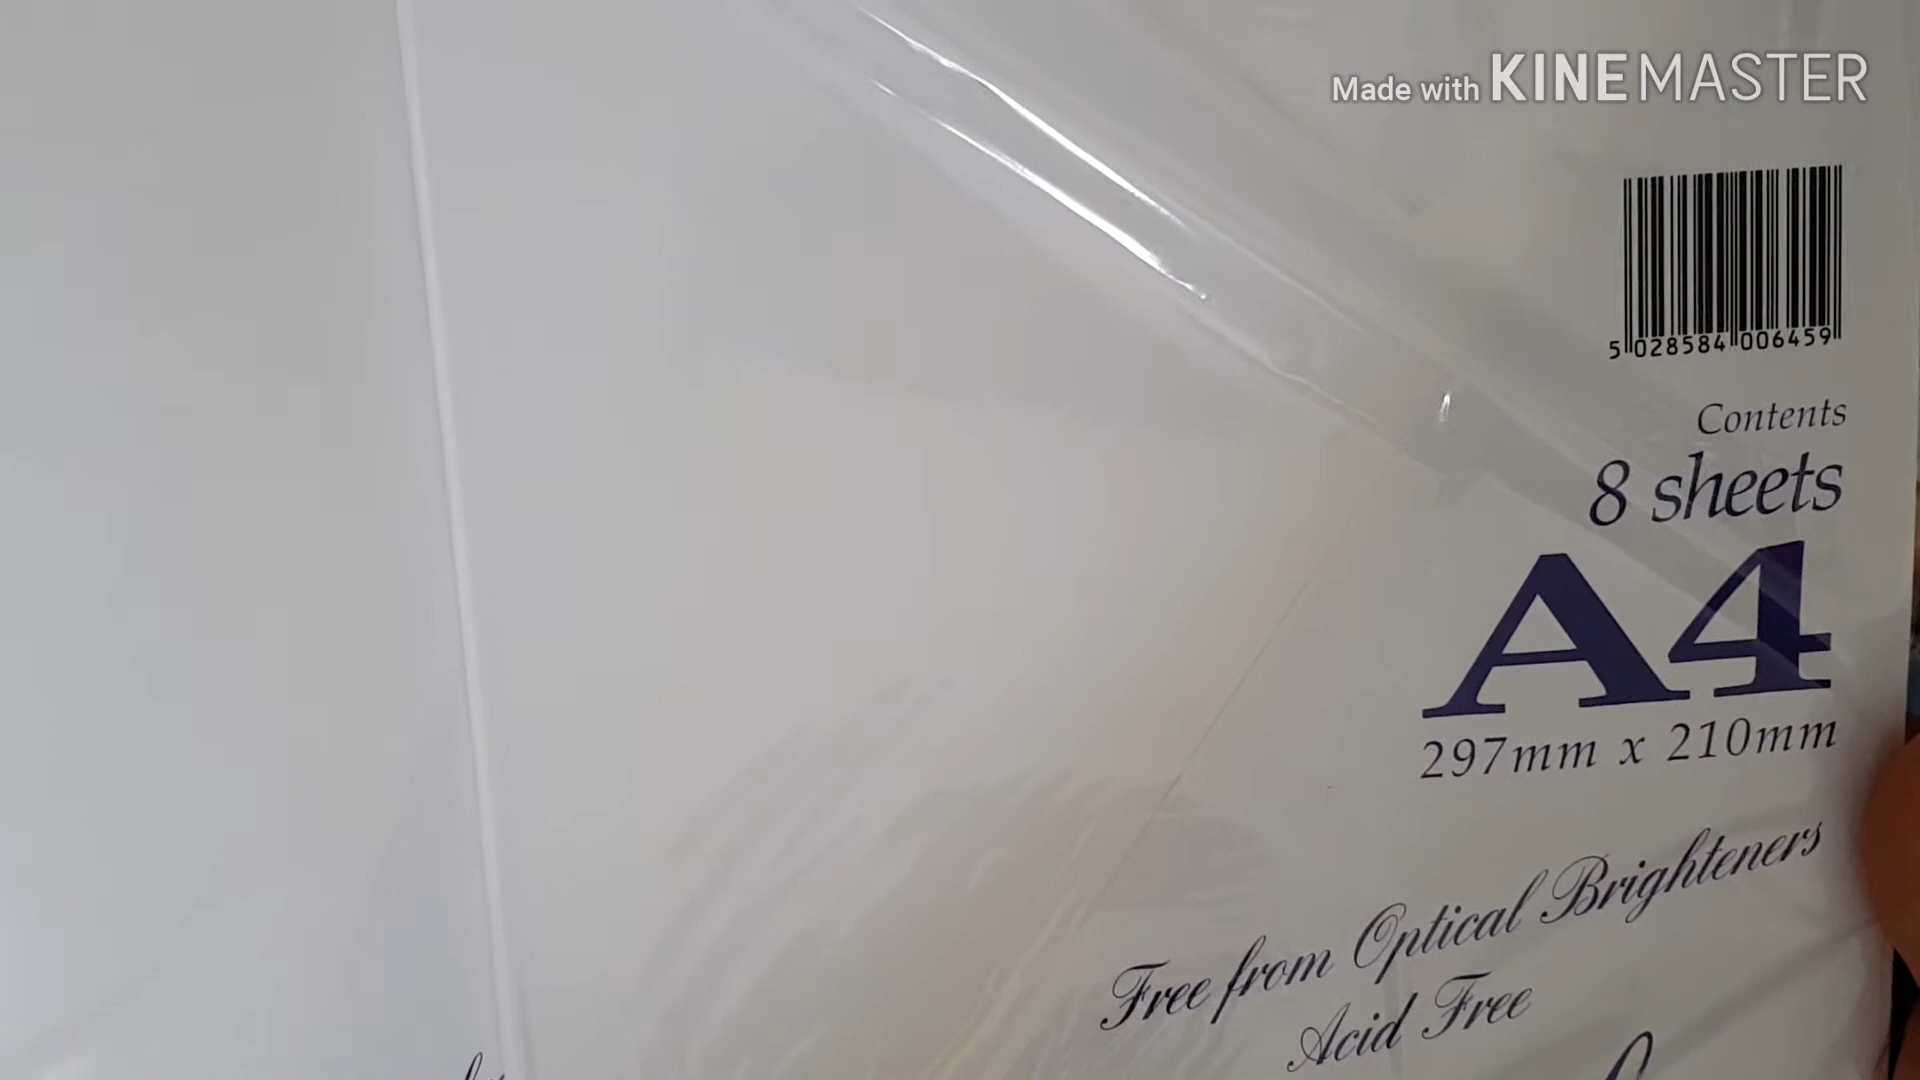 Made with KINEMASTER
5 028584 006459
Contents
8 sheets
A4
297mm x 210mm
Free from Optical Brighteners
Acid Free